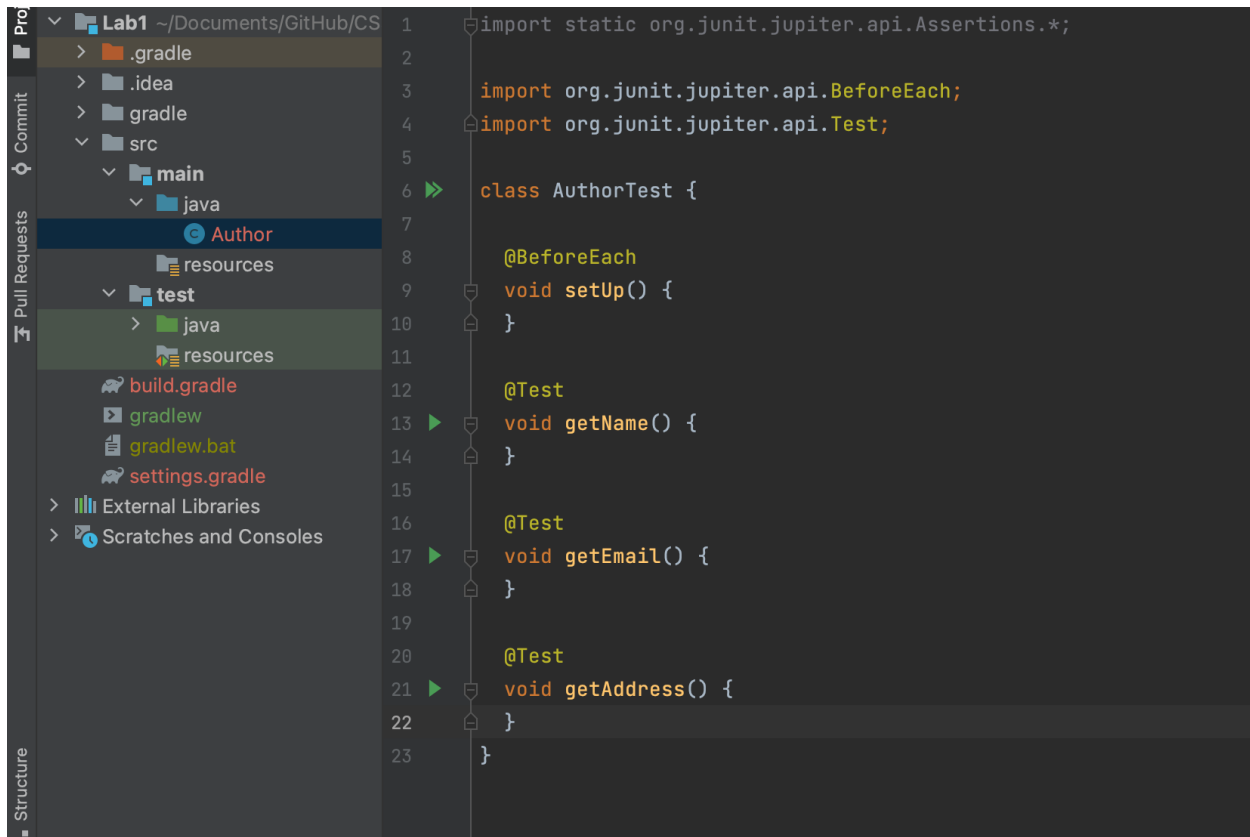 Proj
Commit
Pull Requests
Structure
Lab1 ~/Documents/GitHub/CS
.gradle
.idea
gradle
src
main
java
Author
resources
test
java
resources
build.gradle
gradlew
gradlew.bat
settings.gradle
External Libraries
Scratches and Consoles
1 import static org.junit.jupiter.api.Assertions.*;
2
3 import org.junit.jupiter.api.BeforeEach;
4 import org.junit.jupiter.api.Test;
5
6 class AuthorTest {
7
8 @BeforeEach
9 void setUp() {
10 }
11
12 @Test
13 void getName() {
14 }
15
16 @Test
17 void getEmail() {
18 }
19
20 @Test
21 void getAddress() {
22 }
23 }